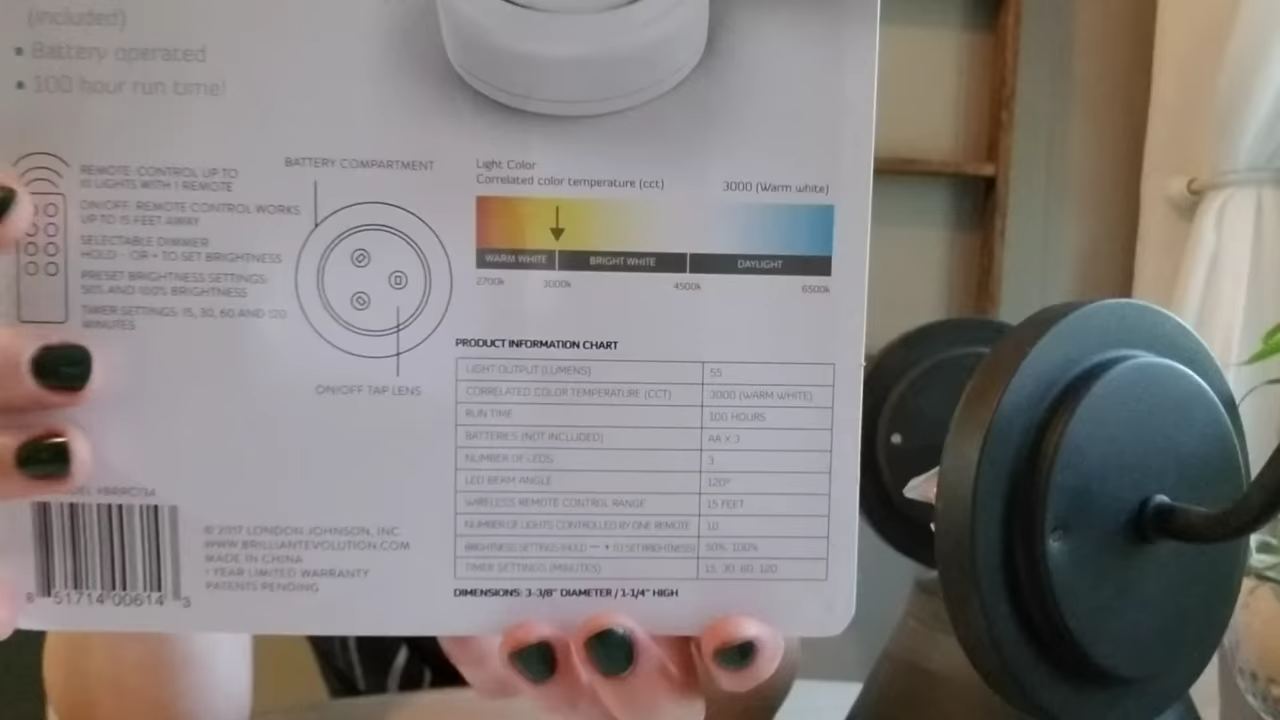 (included)
• Battery operated
• 100 hour run time!
REMOTE: CONTROL UP TO
10 LIGHTS WITH 1 REMOTE
ON/OFF: REMOTE CONTROL WORKS
UP TO 15 FEET AWAY
SELECTABLE DIMMER
HOLD - OR + TO SET BRIGHTNESS
PRESET BRIGHTNESS SETTINGS:
50% AND 100% BRIGHTNESS
TIMER SETTINGS: 15, 30, 60 AND 120
MINUTES
BATTERY COMPARTMENT
ON/OFF TAP LENS
Light Color
Correlated color temperature (cct) 3000 (Warm white)
WARM WHITE BRIGHT WHITE DAYLIGHT
2700k 3000k 4500k 6500k
PRODUCT INFORMATION CHART
LIGHT OUTPUT (LUMENS) 55
CORRELATED COLOR TEMPERATURE (CCT) 3000 (WARM WHITE)
RUN TIME 100 HOURS
BATTERIES (NOT INCLUDED) AA X 3
NUMBER OF LEDS 3
LED BEAM ANGLE 120°
WIRELESS REMOTE CONTROL RANGE 15 FEET
NUMBER OF LIGHTS CONTROLLED BY ONE REMOTE 10
BRIGHTNESS SETTINGS (HOLD — + TO SET BRIGHTNESS) 50%, 100%
TIMER SETTINGS (MINUTES) 15, 30, 60, 120
DIMENSIONS: 3-3/8" DIAMETER / 1-1/4" HIGH
8 51714 00614 3
© 2017 LONDON JOHNSON, INC.
WWW.BRILLIANTEVOLUTION.COM
MADE IN CHINA
1 YEAR LIMITED WARRANTY
PATENTS PENDING